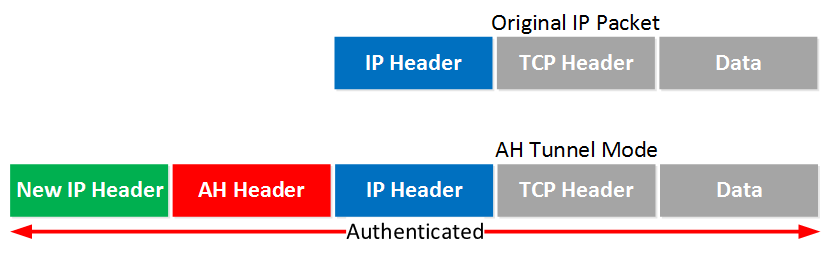 Original IP Packet
IP Header TCP Header Data
AH Tunnel Mode
New IP Header AH Header IP Header TCP Header Data
Authenticated